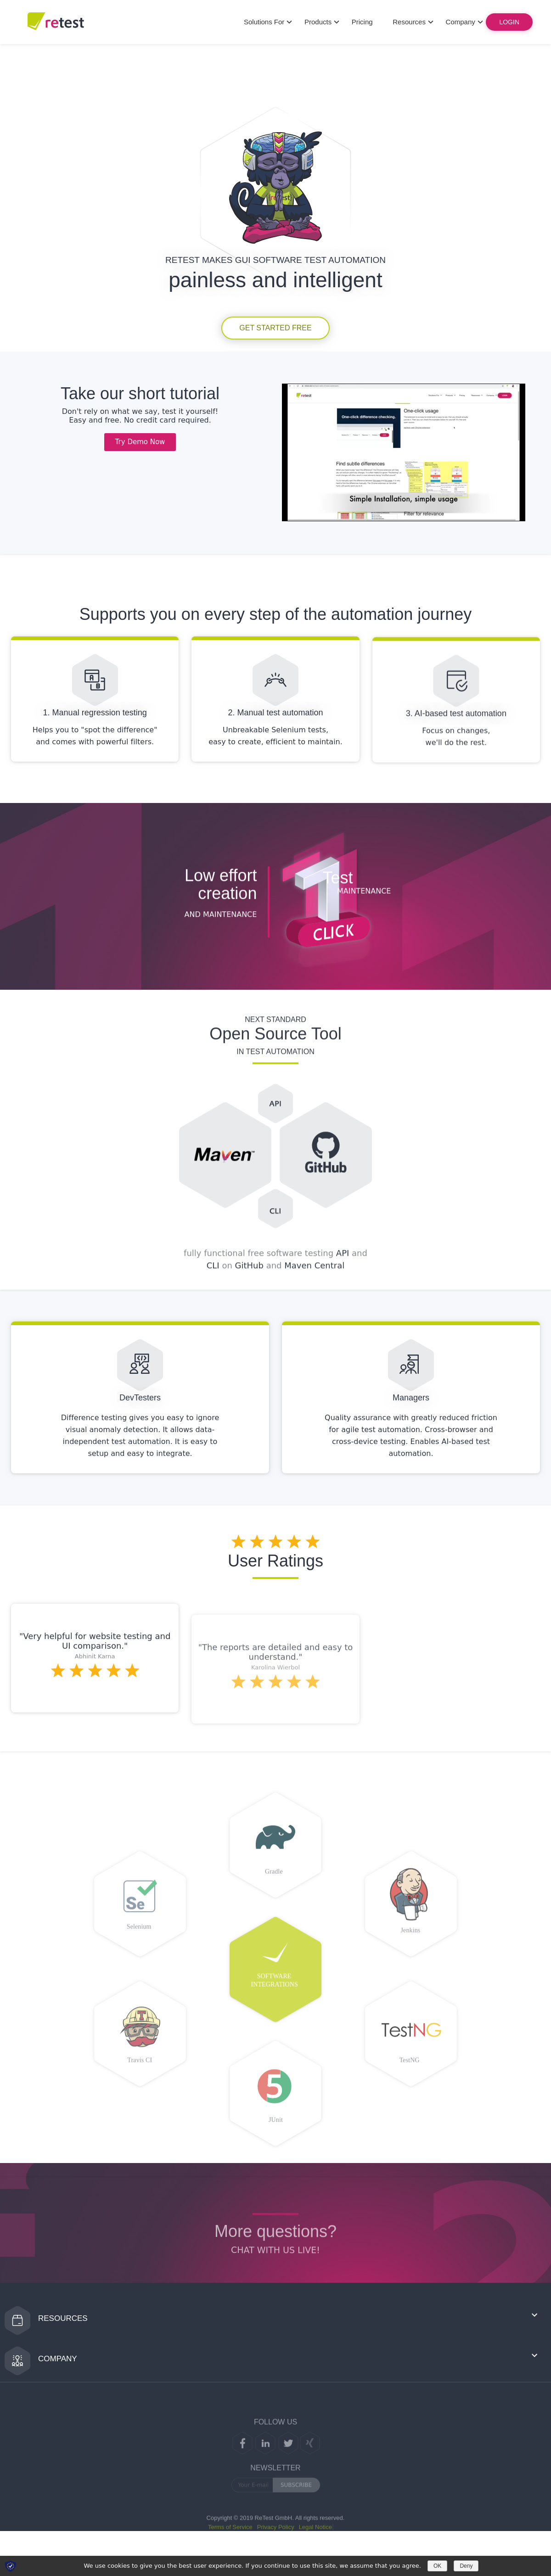 retest
Solutions For Products Pricing Resources Company LOGIN
RETEST MAKES GUI SOFTWARE TEST AUTOMATION
painless and intelligent
GET STARTED FREE
Take our short tutorial
Don't rely on what we say, test it yourself!
Easy and free. No credit card required.
Try Demo Now
retest
One-click difference checking.
One-click usage
Find subtle differences
Simple Installation, simple usage
Filter for relevance
Supports you on every step of the automation journey
1. Manual regression testing
Helps you to "spot the difference"
and comes with powerful filters.
2. Manual test automation
Unbreakable Selenium tests,
easy to create, efficient to maintain.
3. AI-based test automation
Focus on changes,
we'll do the rest.
Low effort
creation
AND MAINTENANCE
1
CLICK
Test
MAINTENANCE
NEXT STANDARD
Open Source Tool
IN TEST AUTOMATION
API
Maven™
GitHub
CLI
fully functional free software testing API and
CLI on GitHub and Maven Central
DevTesters
Difference testing gives you easy to ignore
visual anomaly detection. It allows data-
independent test automation. It is easy to
setup and easy to integrate.
Managers
Quality assurance with greatly reduced friction
for agile test automation. Cross-browser and
cross-device testing. Enables AI-based test
automation.
User Ratings
"Very helpful for website testing and
UI comparison."
Abhinit Karna
"The reports are detailed and easy to
understand."
Karolina Wierbol
Gradle
Se
Selenium
Jenkins
SOFTWARE
INTEGRATIONS
Travis CI
TestNG
TestNG
5
JUnit
More questions?
CHAT WITH US LIVE!
RESOURCES
COMPANY
FOLLOW US
NEWSLETTER
Your E-mail SUBSCRIBE
Copyright © 2019 ReTest GmbH. All rights reserved.
Terms of Service Privacy Policy Legal Notice
We use cookies to give you the best user experience. If you continue to use this site, we assume that you agree. OK Deny